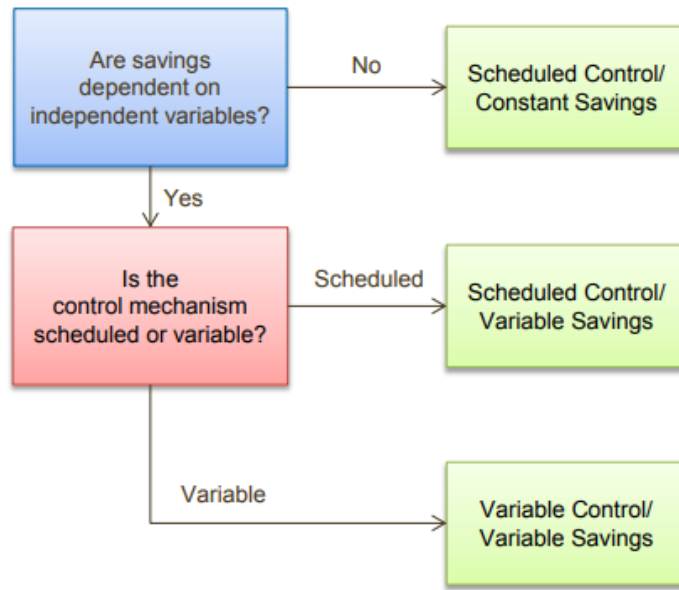 Are savings
dependent on
independent variables?
No
Scheduled Control/
Constant Savings
Yes
Is the
control mechanism
scheduled or variable?
Scheduled
Scheduled Control/
Variable Savings
Variable
Variable Control/
Variable Savings